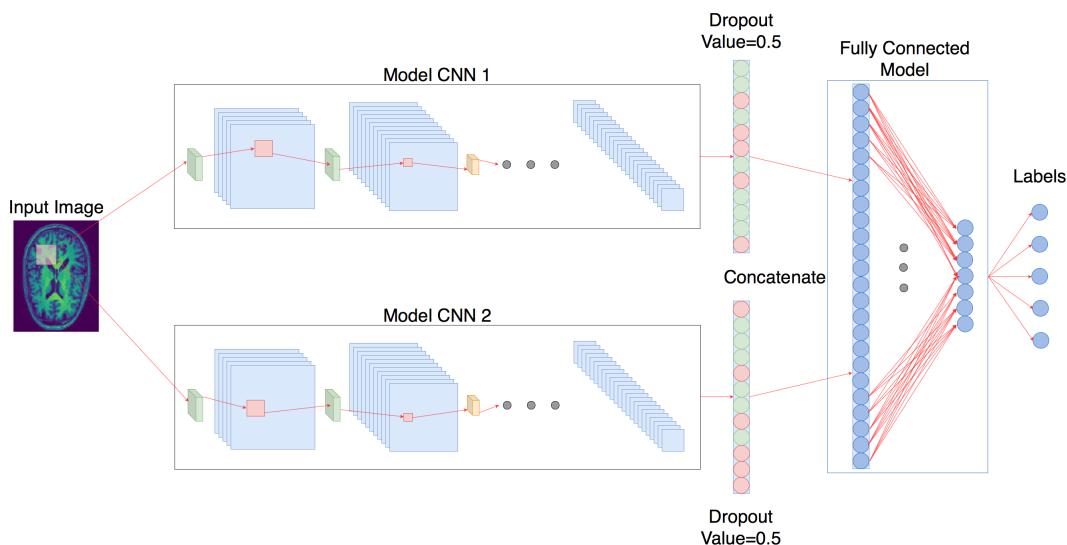 Dropout
Value=0.5
Fully Connected
Model
Model CNN 1
Labels
Input Image
Concatenate
Model CNN 2
Dropout
Value=0.5